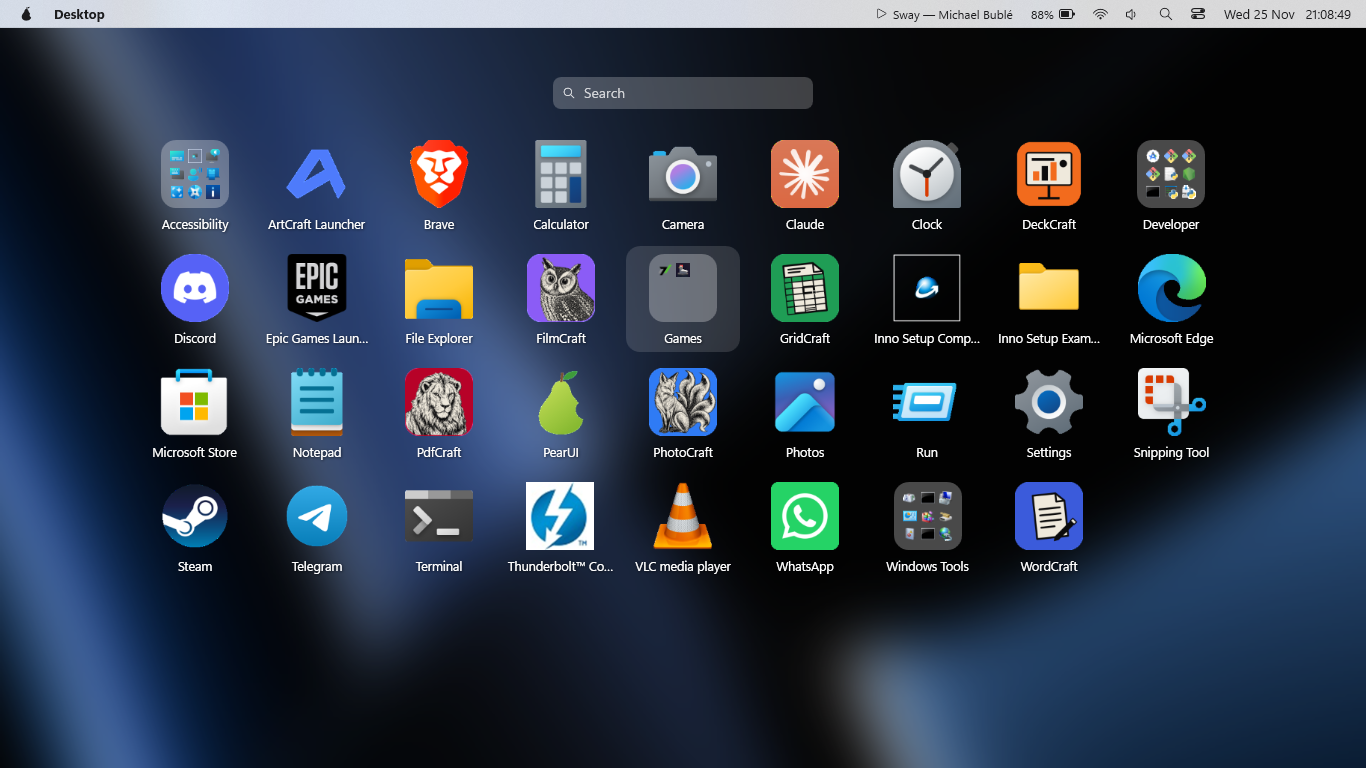 Desktop
Sway — Michael Bublé
88%
Wed 25 Nov
21:08:49
Search
Accessibility
ArtCraft Launcher
Brave
Calculator
Camera
Claude
Clock
DeckCraft
Developer
EPIC
GAMES
Discord
Epic Games Laun...
File Explorer
FilmCraft
Games
GridCraft
Inno Setup Comp...
Inno Setup Exam...
Microsoft Edge
Microsoft Store
Notepad
PdfCraft
PearUI
PhotoCraft
Photos
Run
Settings
Snipping Tool
TM
Steam
Telegram
Terminal
Thunderbolt™ Co...
VLC media player
WhatsApp
Windows Tools
WordCraft